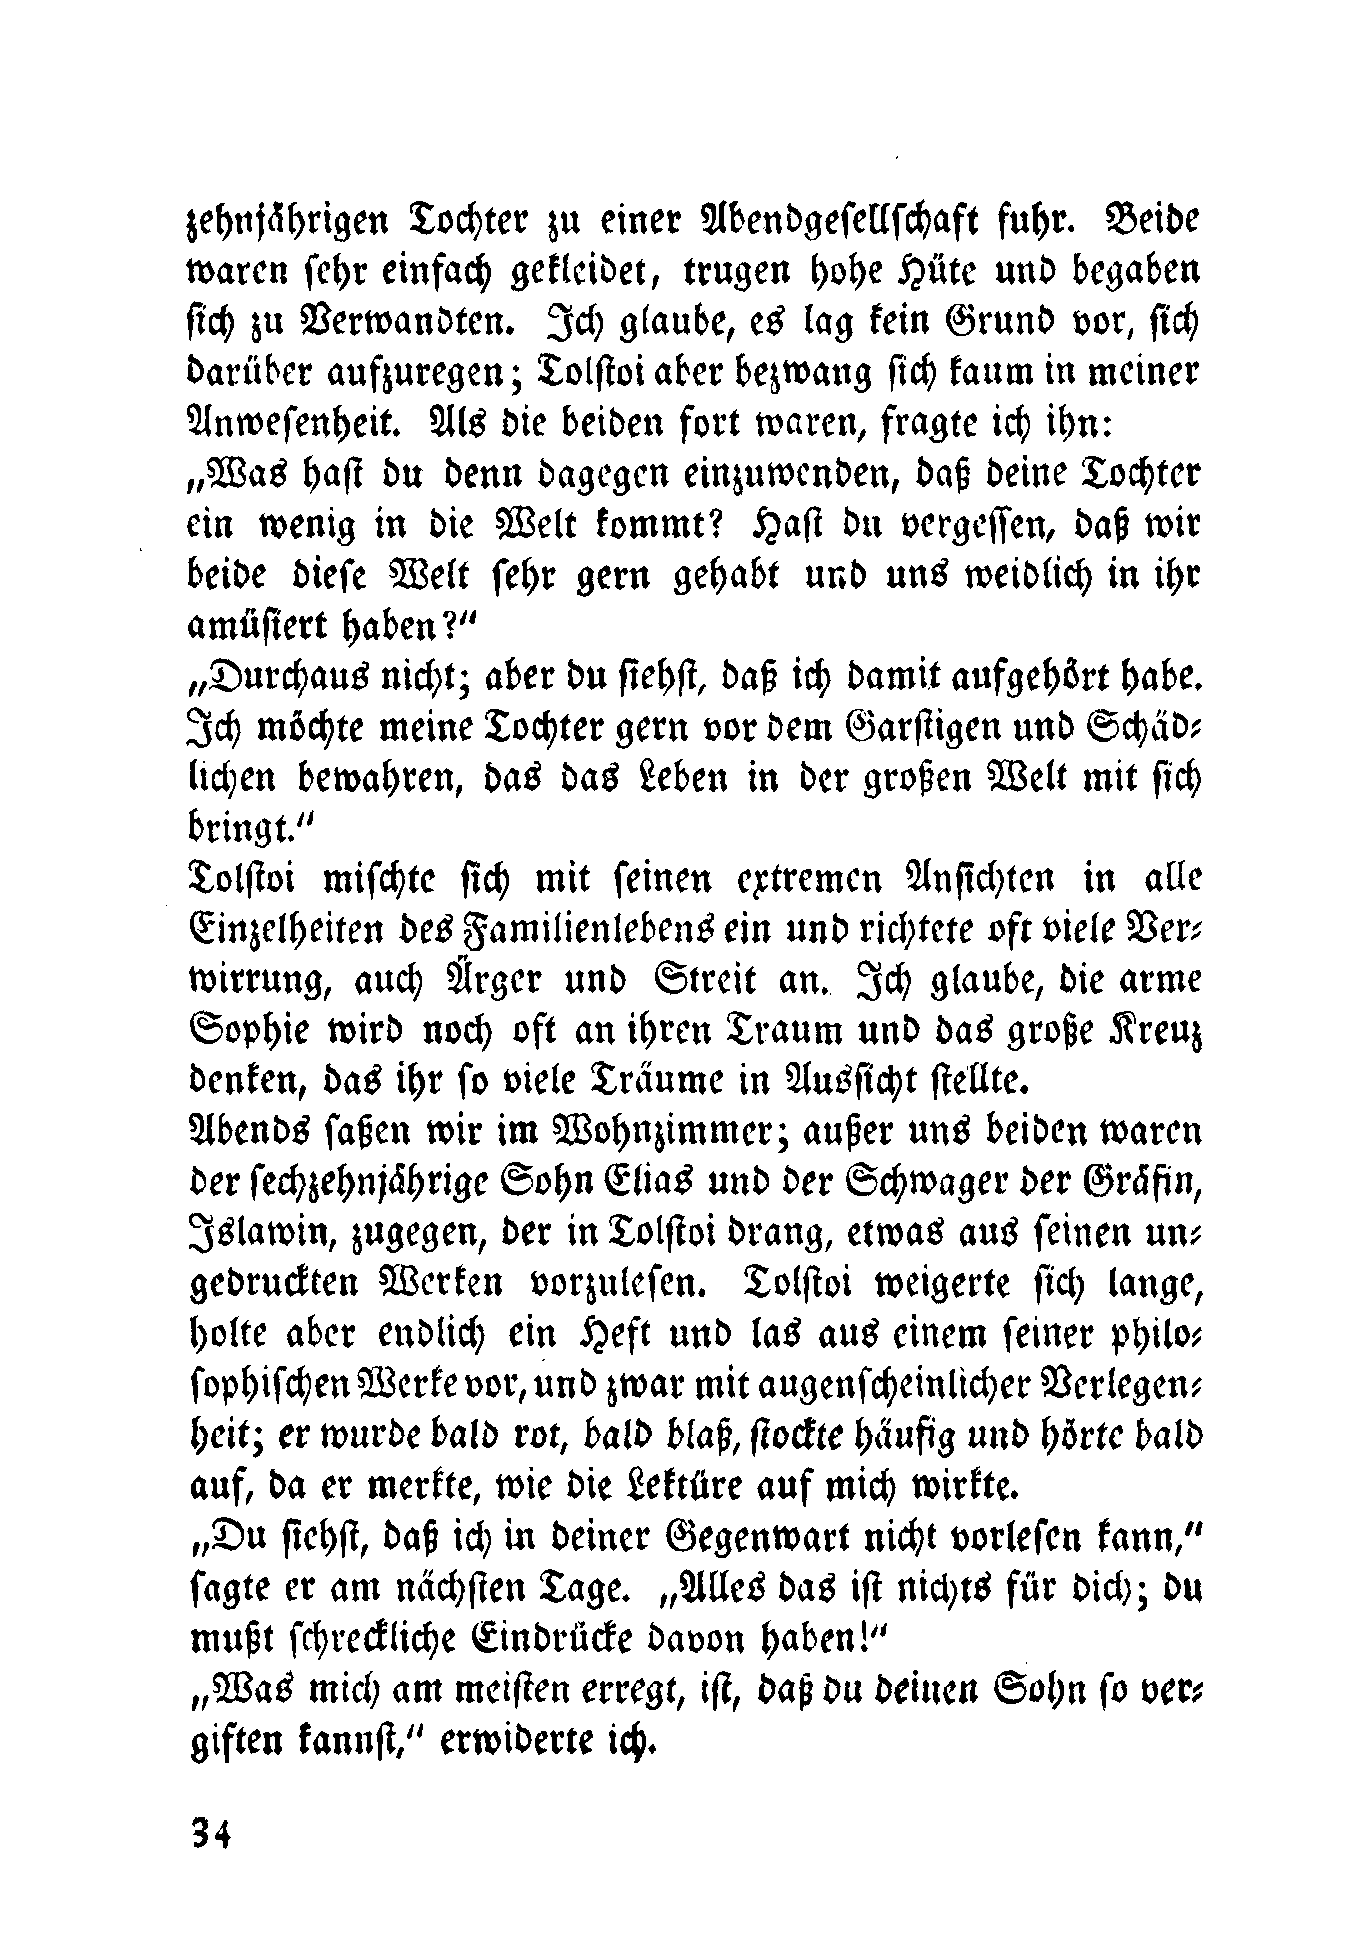 zehnjährigen Tochter zu einer Abendgesellschaft fuhr. Beide
waren sehr einfach gekleidet, trugen hohe Hüte und begaben
sich zu Verwandten. Ich glaube, es lag kein Grund vor, sich
darüber aufzuregen; Tolstoi aber bezwang sich kaum in meiner
Anwesenheit. Als die beiden fort waren, fragte ich ihn:
„Was hast du denn dagegen einzuwenden, daß deine Tochter
ein wenig in die Welt kommt? Hast du vergessen, daß wir
beide diese Welt sehr gern gehabt und uns weidlich in ihr
amüsiert haben?“
„Durchaus nicht; aber du siehst, daß ich damit aufgehört habe.
Ich möchte meine Tochter gern vor dem Garstigen und Schäd-
lichen bewahren, das das Leben in der großen Welt mit sich
bringt.“
Tolstoi mischte sich mit seinen extremen Ansichten in alle
Einzelheiten des Familienlebens ein und richtete oft viele Ver-
wirrung, auch Ärger und Streit an. Ich glaube, die arme
Sophie wird noch oft an ihren Traum und das große Kreuz
denken, das ihr so viele Träume in Aussicht stellte.
Abends saßen wir im Wohnzimmer; außer uns beiden waren
der sechzehnjährige Sohn Elias und der Schwager der Gräfin,
Islawin, zugegen, der in Tolstoi drang, etwas aus seinen un-
gedruckten Werken vorzulesen. Tolstoi weigerte sich lange,
holte aber endlich ein Heft und las aus einem seiner philo-
sophischen Werke vor, und zwar mit augenscheinlicher Verlegen-
heit; er wurde bald rot, bald blaß, stockte häufig und hörte bald
auf, da er merkte, wie die Lektüre auf mich wirkte.
„Du siehst, daß ich in deiner Gegenwart nicht vorlesen kann,“
sagte er am nächsten Tage. „Alles das ist nichts für dich; du
mußt schreckliche Eindrücke davon haben!“
„Was mich am meisten erregt, ist, daß du deinen Sohn so ver-
giften kannst,“ erwiderte ich.
34